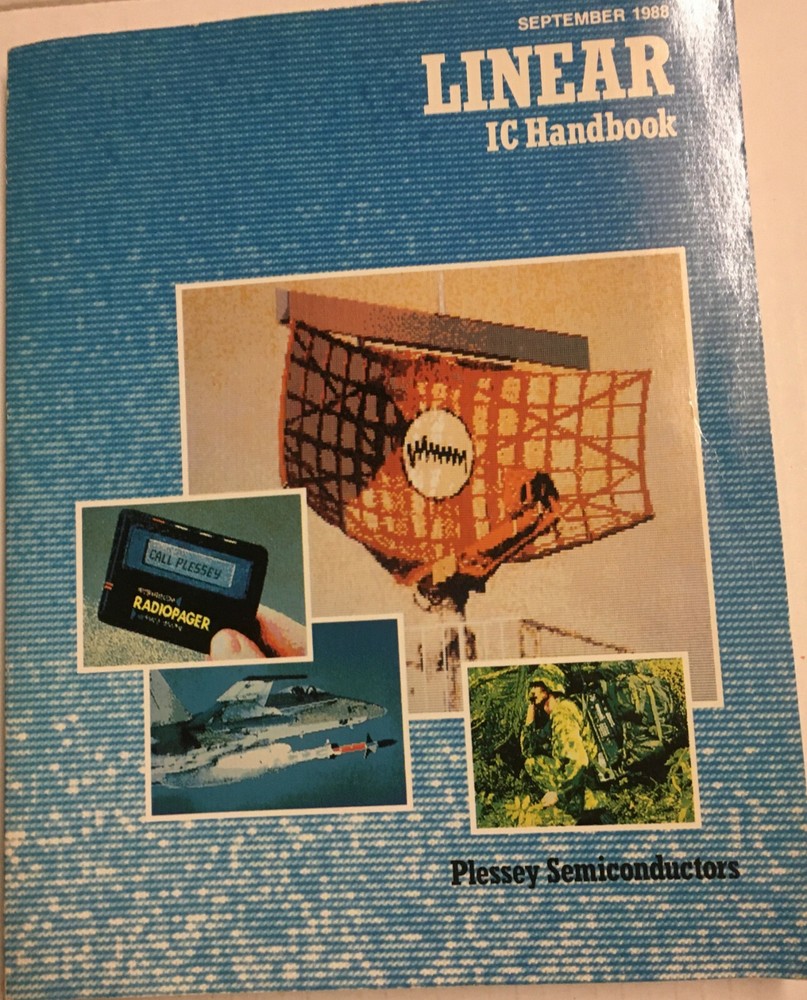 SEPTEMBER 1988
LINEAR
IC Handbook
CALL PLESSEY
RADIOPAGER
Plessey Semiconductors